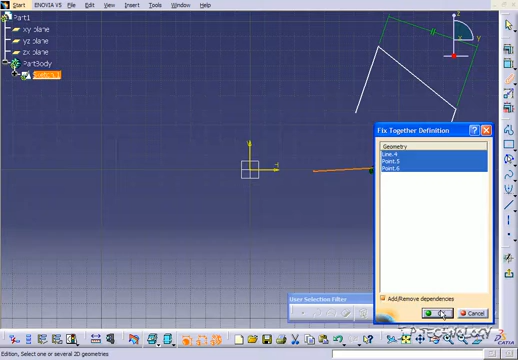 Start ENOVIA V5 File Edit View Insert Tools Window Help
Part1
xy plane
yz plane
zx plane
PartBody
z
x
y
Fix Together Definition
Geometry
Line.4
Point.5
Point.6
Add/Remove dependencies
Cancel
User Selection Filter
CATIA
Edition, Select one or several 2D geometries